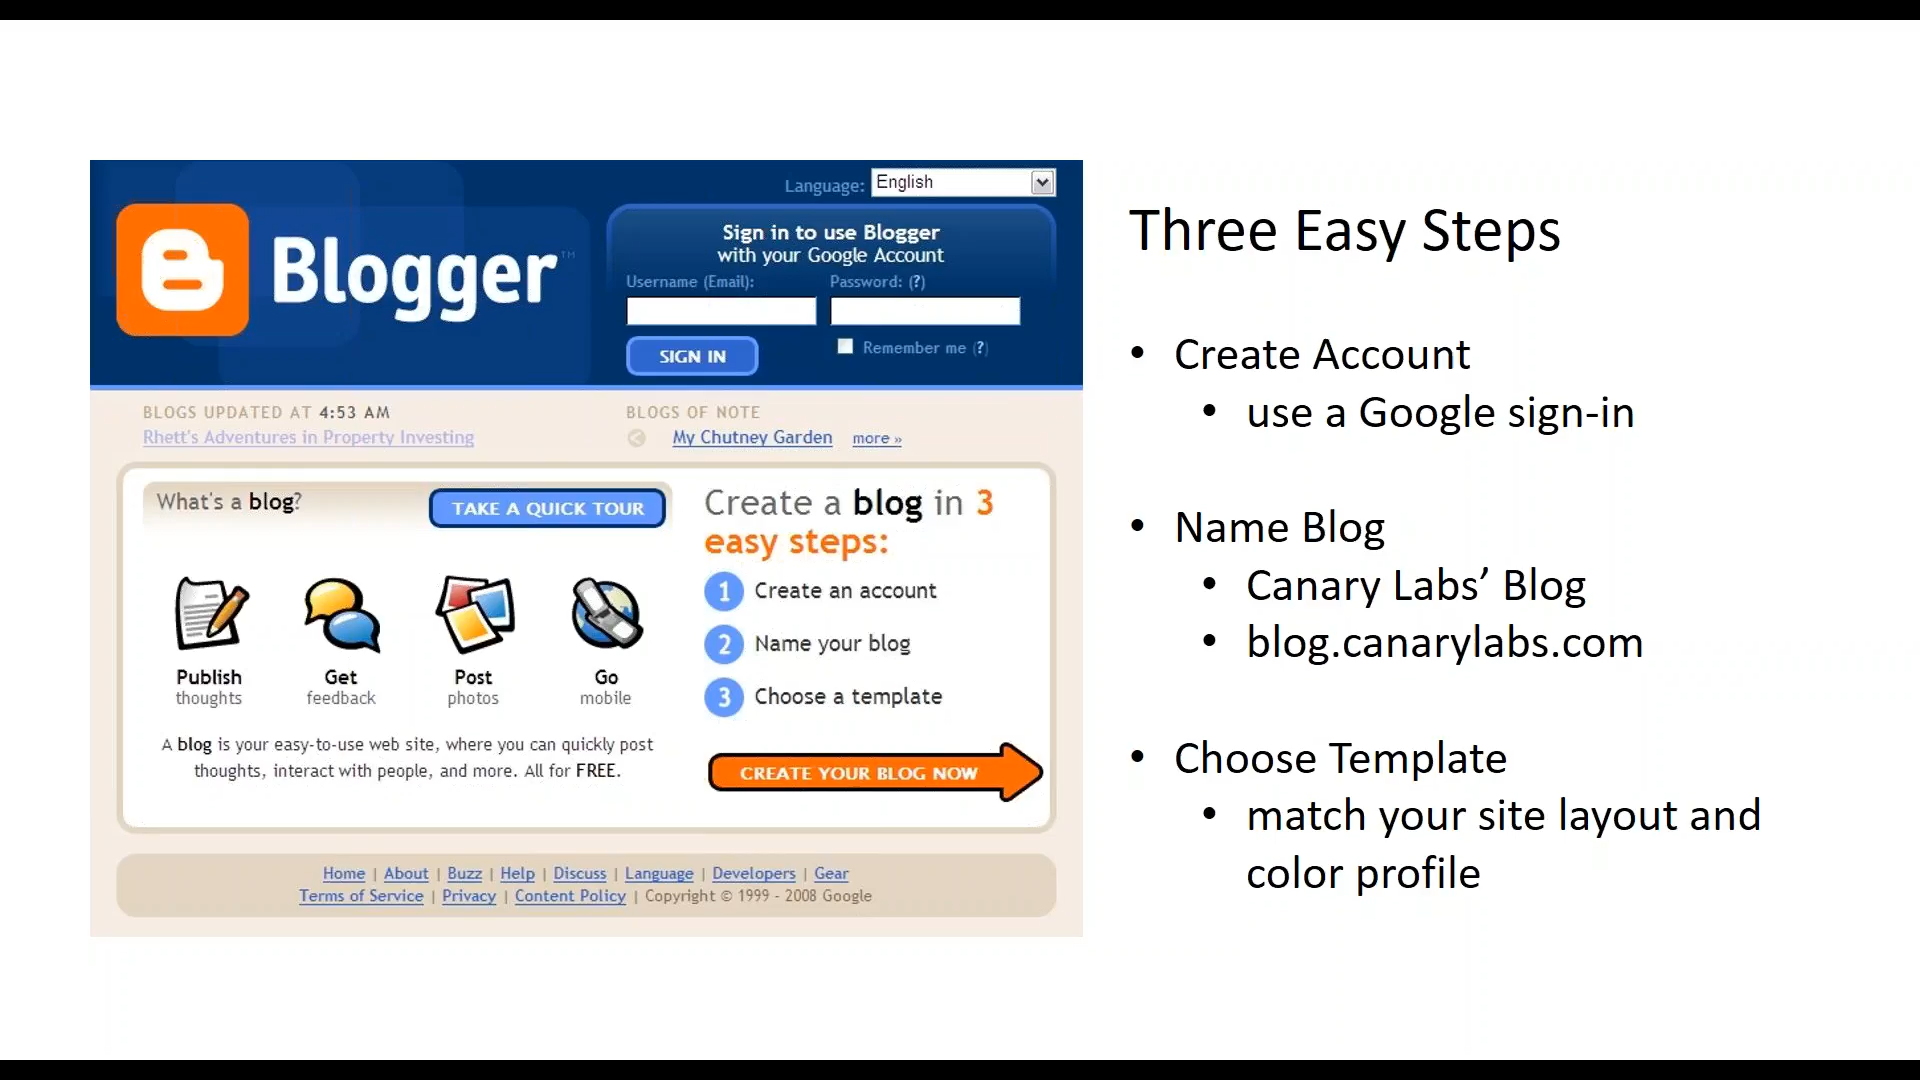 Language: English
Blogger™
Sign in to use Blogger
with your Google Account
Username (Email): Password: (?)
SIGN IN
Remember me (?)
BLOGS UPDATED AT 4:53 AM
Rhett's Adventures in Property Investing
BLOGS OF NOTE
My Chutney Garden more »
What's a blog?
TAKE A QUICK TOUR
Publish
thoughts
Get
feedback
Post
photos
Go
mobile
A blog is your easy-to-use web site, where you can quickly post
thoughts, interact with people, and more. All for FREE.
Create a blog in 3
easy steps:
1 Create an account
2 Name your blog
3 Choose a template
CREATE YOUR BLOG NOW
Home | About | Buzz | Help | Discuss | Language | Developers | Gear
Terms of Service | Privacy | Content Policy | Copyright © 1999 - 2008 Google
Three Easy Steps
• Create Account
• use a Google sign-in
• Name Blog
• Canary Labs’ Blog
• blog.canarylabs.com
• Choose Template
• match your site layout and
color profile